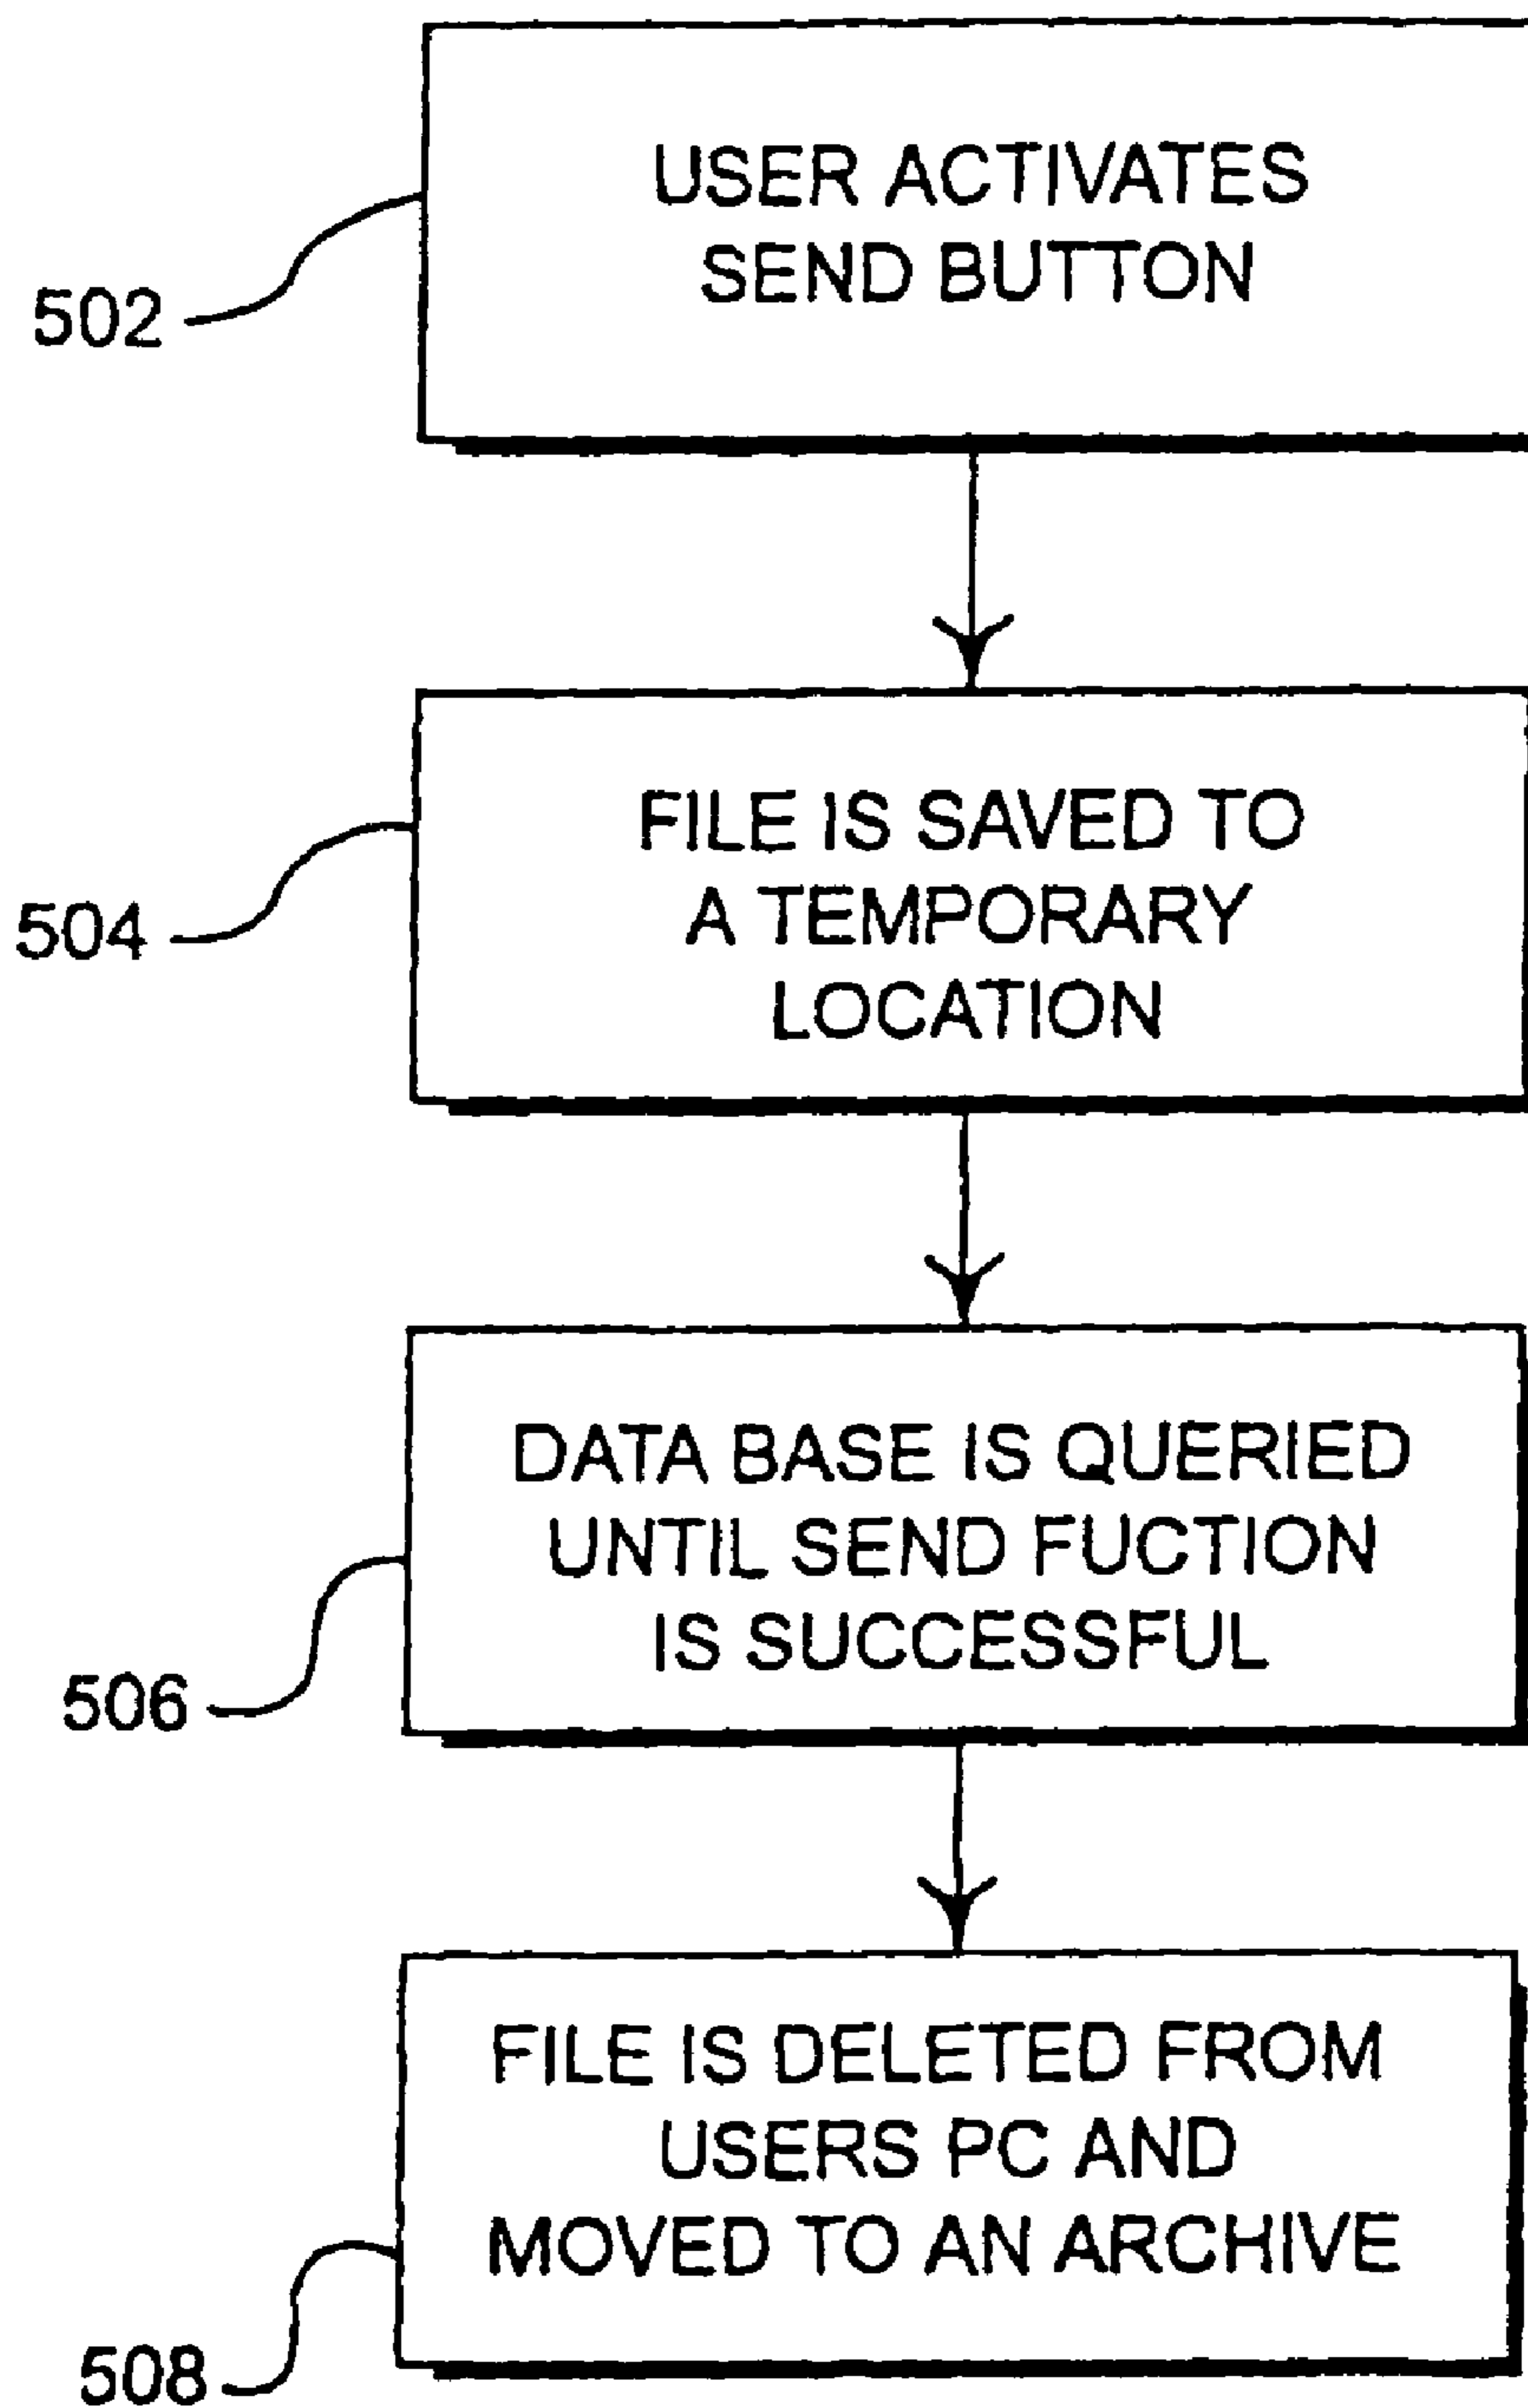 USER ACTIVATES
SEND BUTTON
502
FILE IS SAVED TO
A TEMPORARY
LOCATION
504
DATA BASE IS QUERIED
UNTIL SEND FUCTION
IS SUCCESSFUL
506
FILE IS DELETED FROM
USERS PC AND
MOVED TO AN ARCHIVE
508